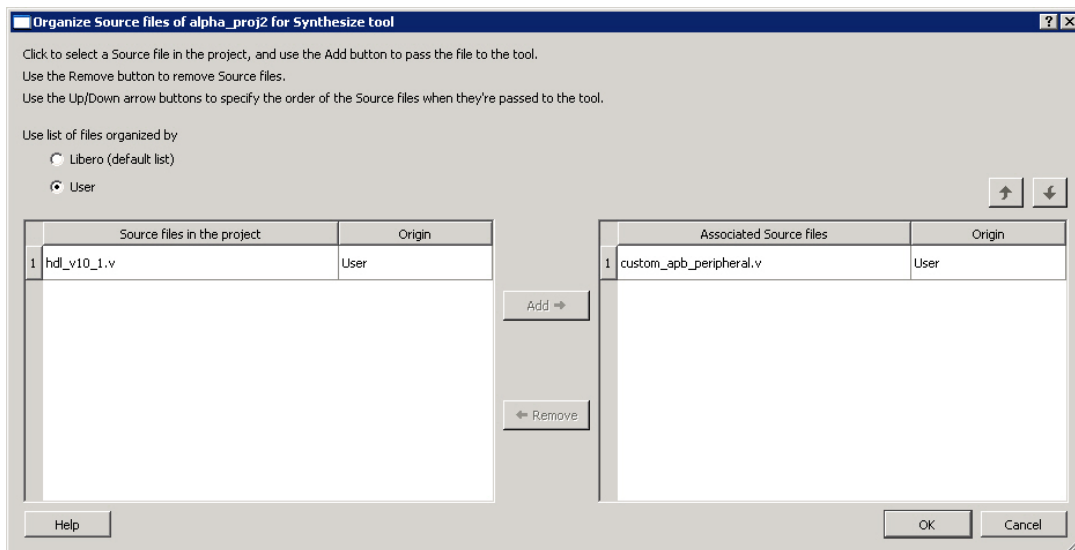 Organize Source files of alpha_proj2 for Synthesize tool
Click to select a Source file in the project, and use the Add button to pass the file to the tool.
Use the Remove button to remove Source files.
Use the Up/Down arrow buttons to specify the order of the Source files when they're passed to the tool.
Use list of files organized by
Libero (default list)
User
Source files in the project Origin
1 hdl_v10_1.v User
Add
Remove
Associated Source files Origin
1 custom_apb_peripheral.v User
Help
OK
Cancel